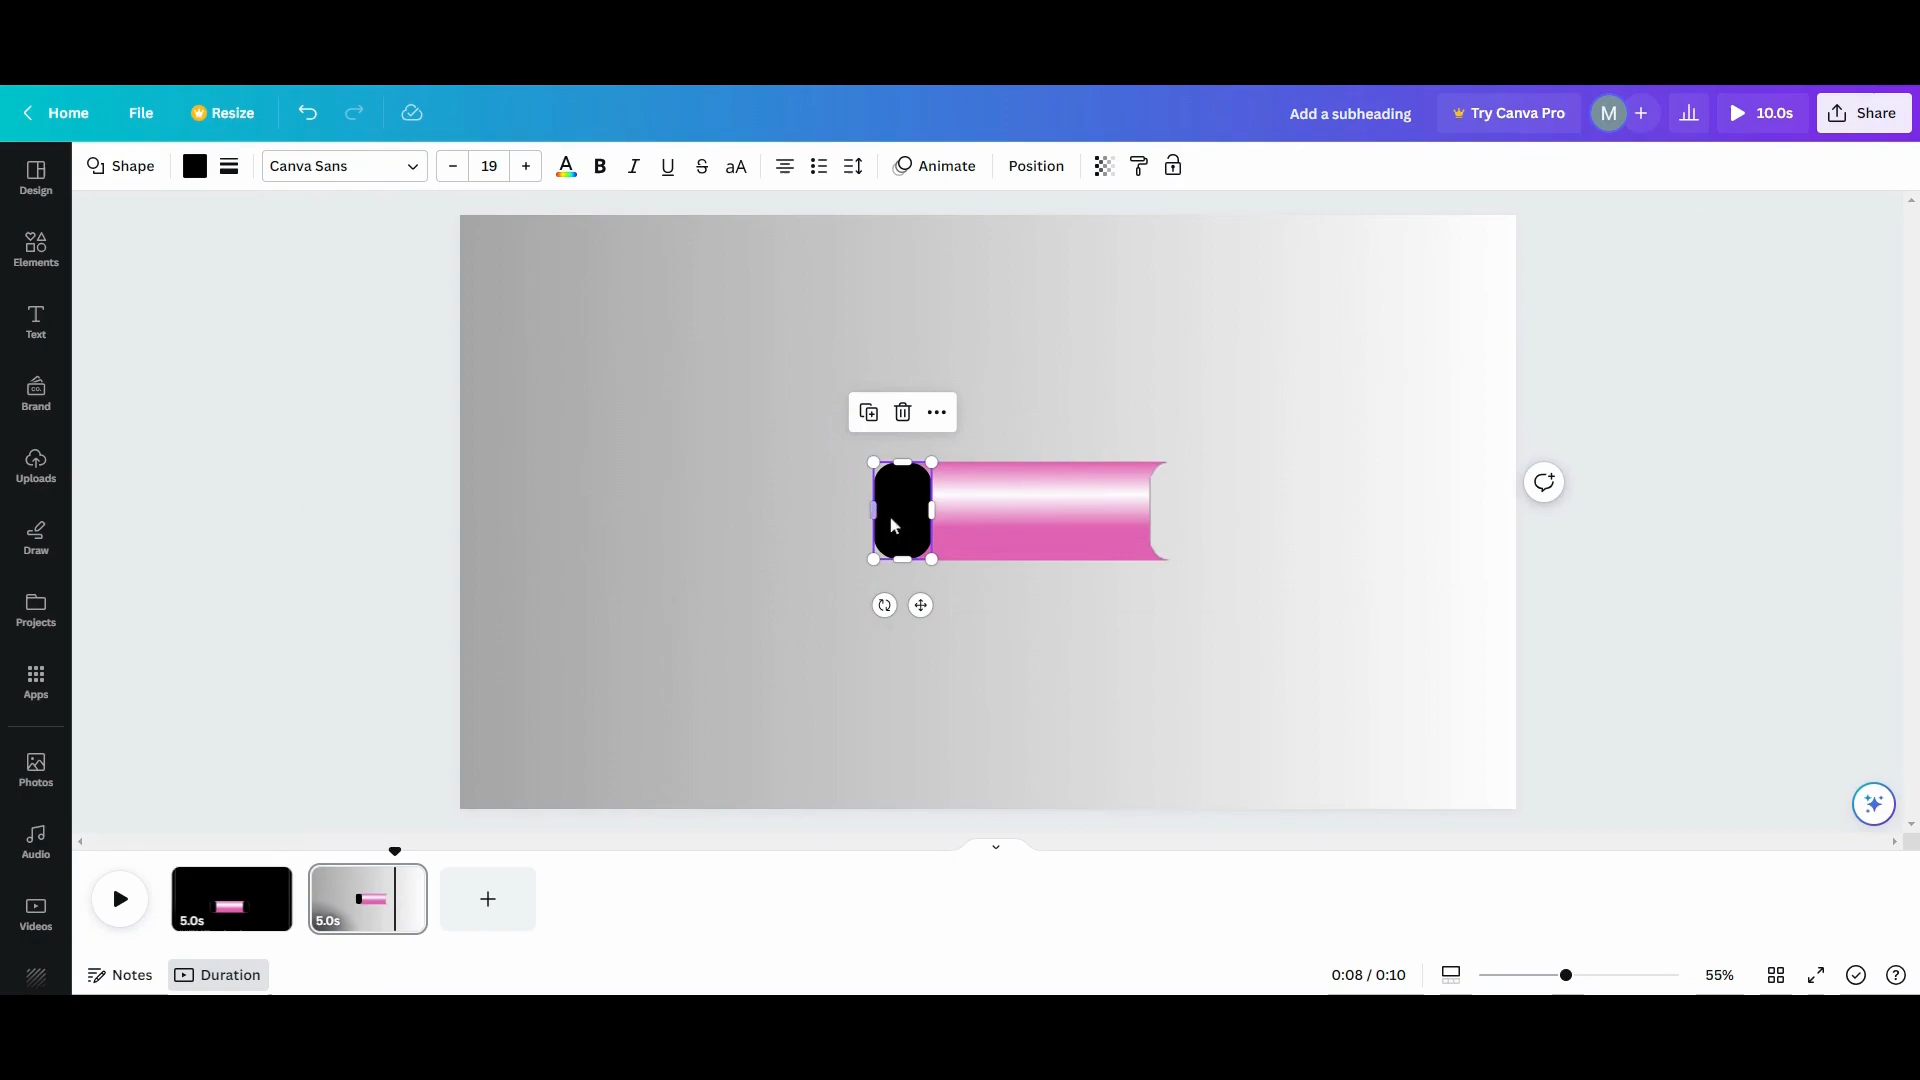 Home File Resize Add a subheading Try Canva Pro M 10.0s Share
Shape Canva Sans 19 A B I U S aA Animate Position
Design
Elements
Text
Brand
Uploads
Draw
Projects
Apps
Photos
Audio
Videos
5.0s 5.0s
Notes Duration 0:08 / 0:10 55%